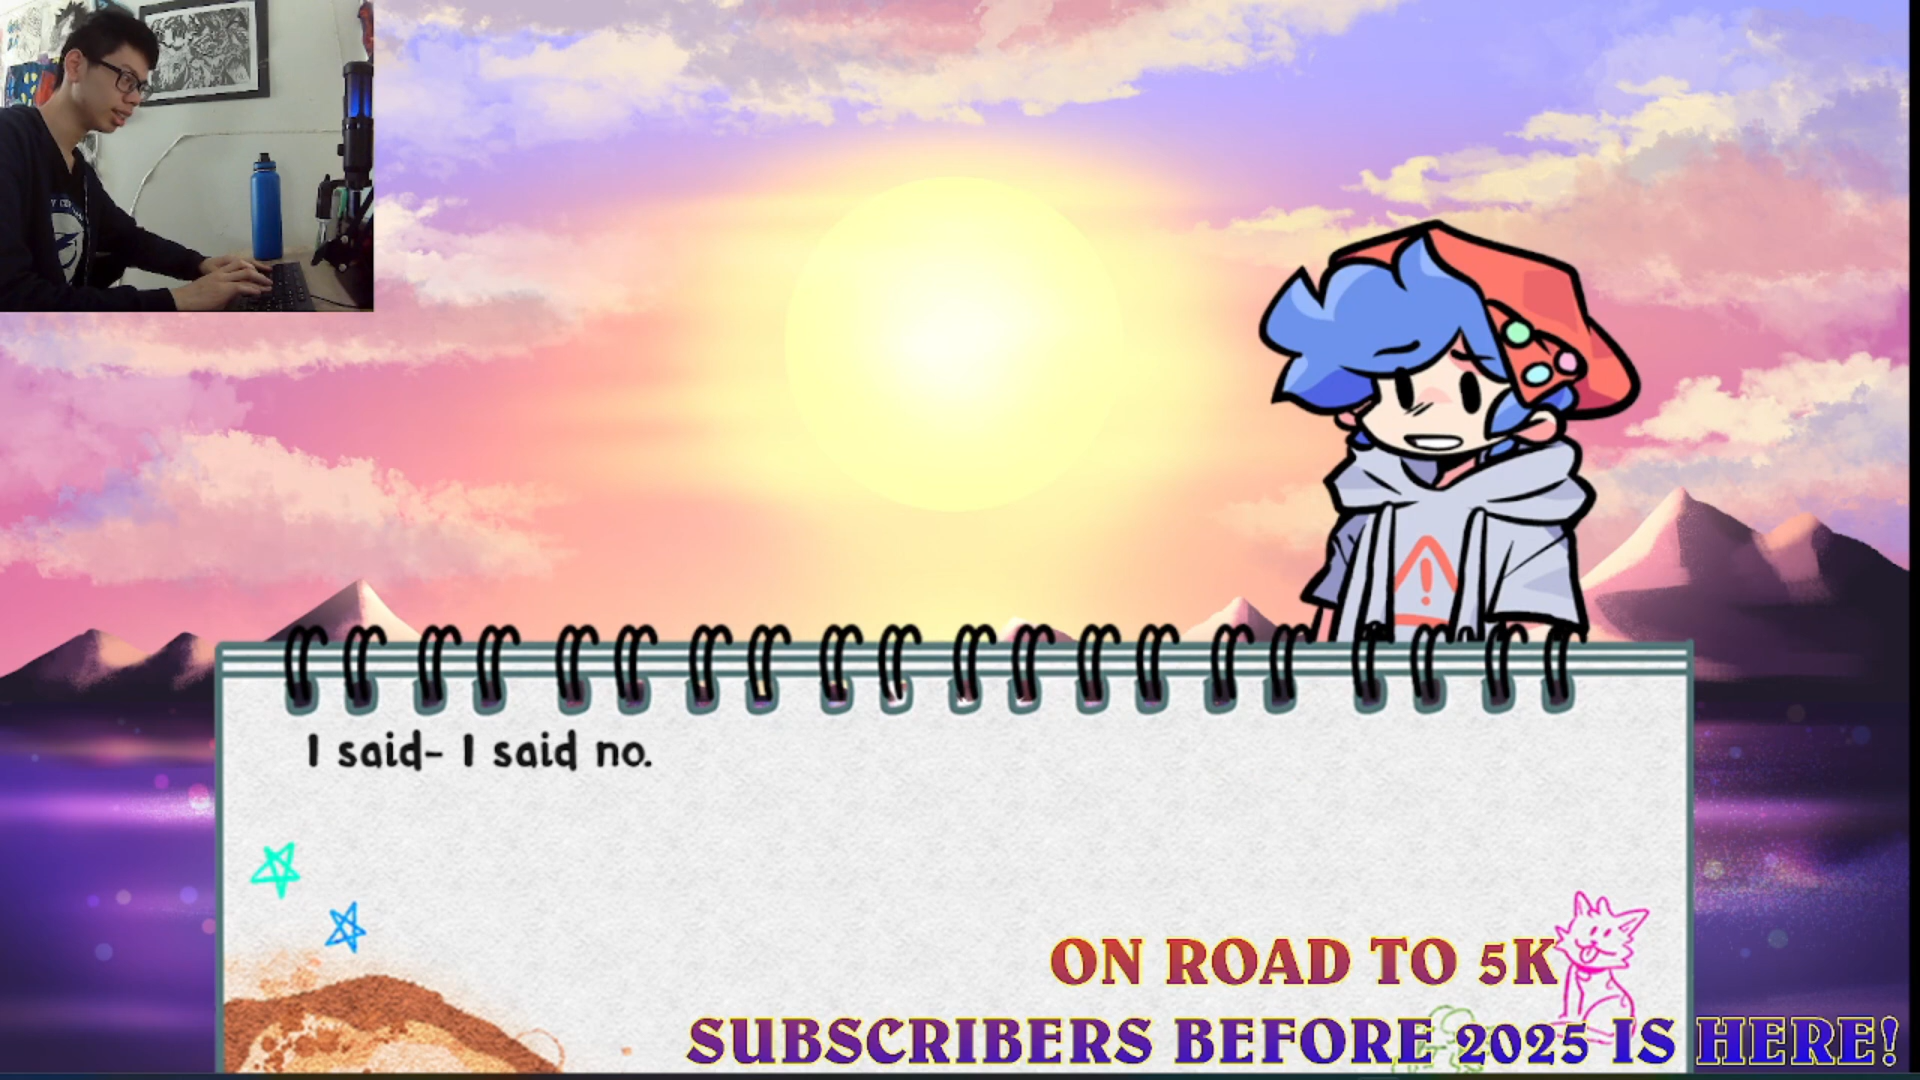 I said- I said no.
ON ROAD TO 5K
SUBSCRIBERS BEFORE 2025 IS HERE!